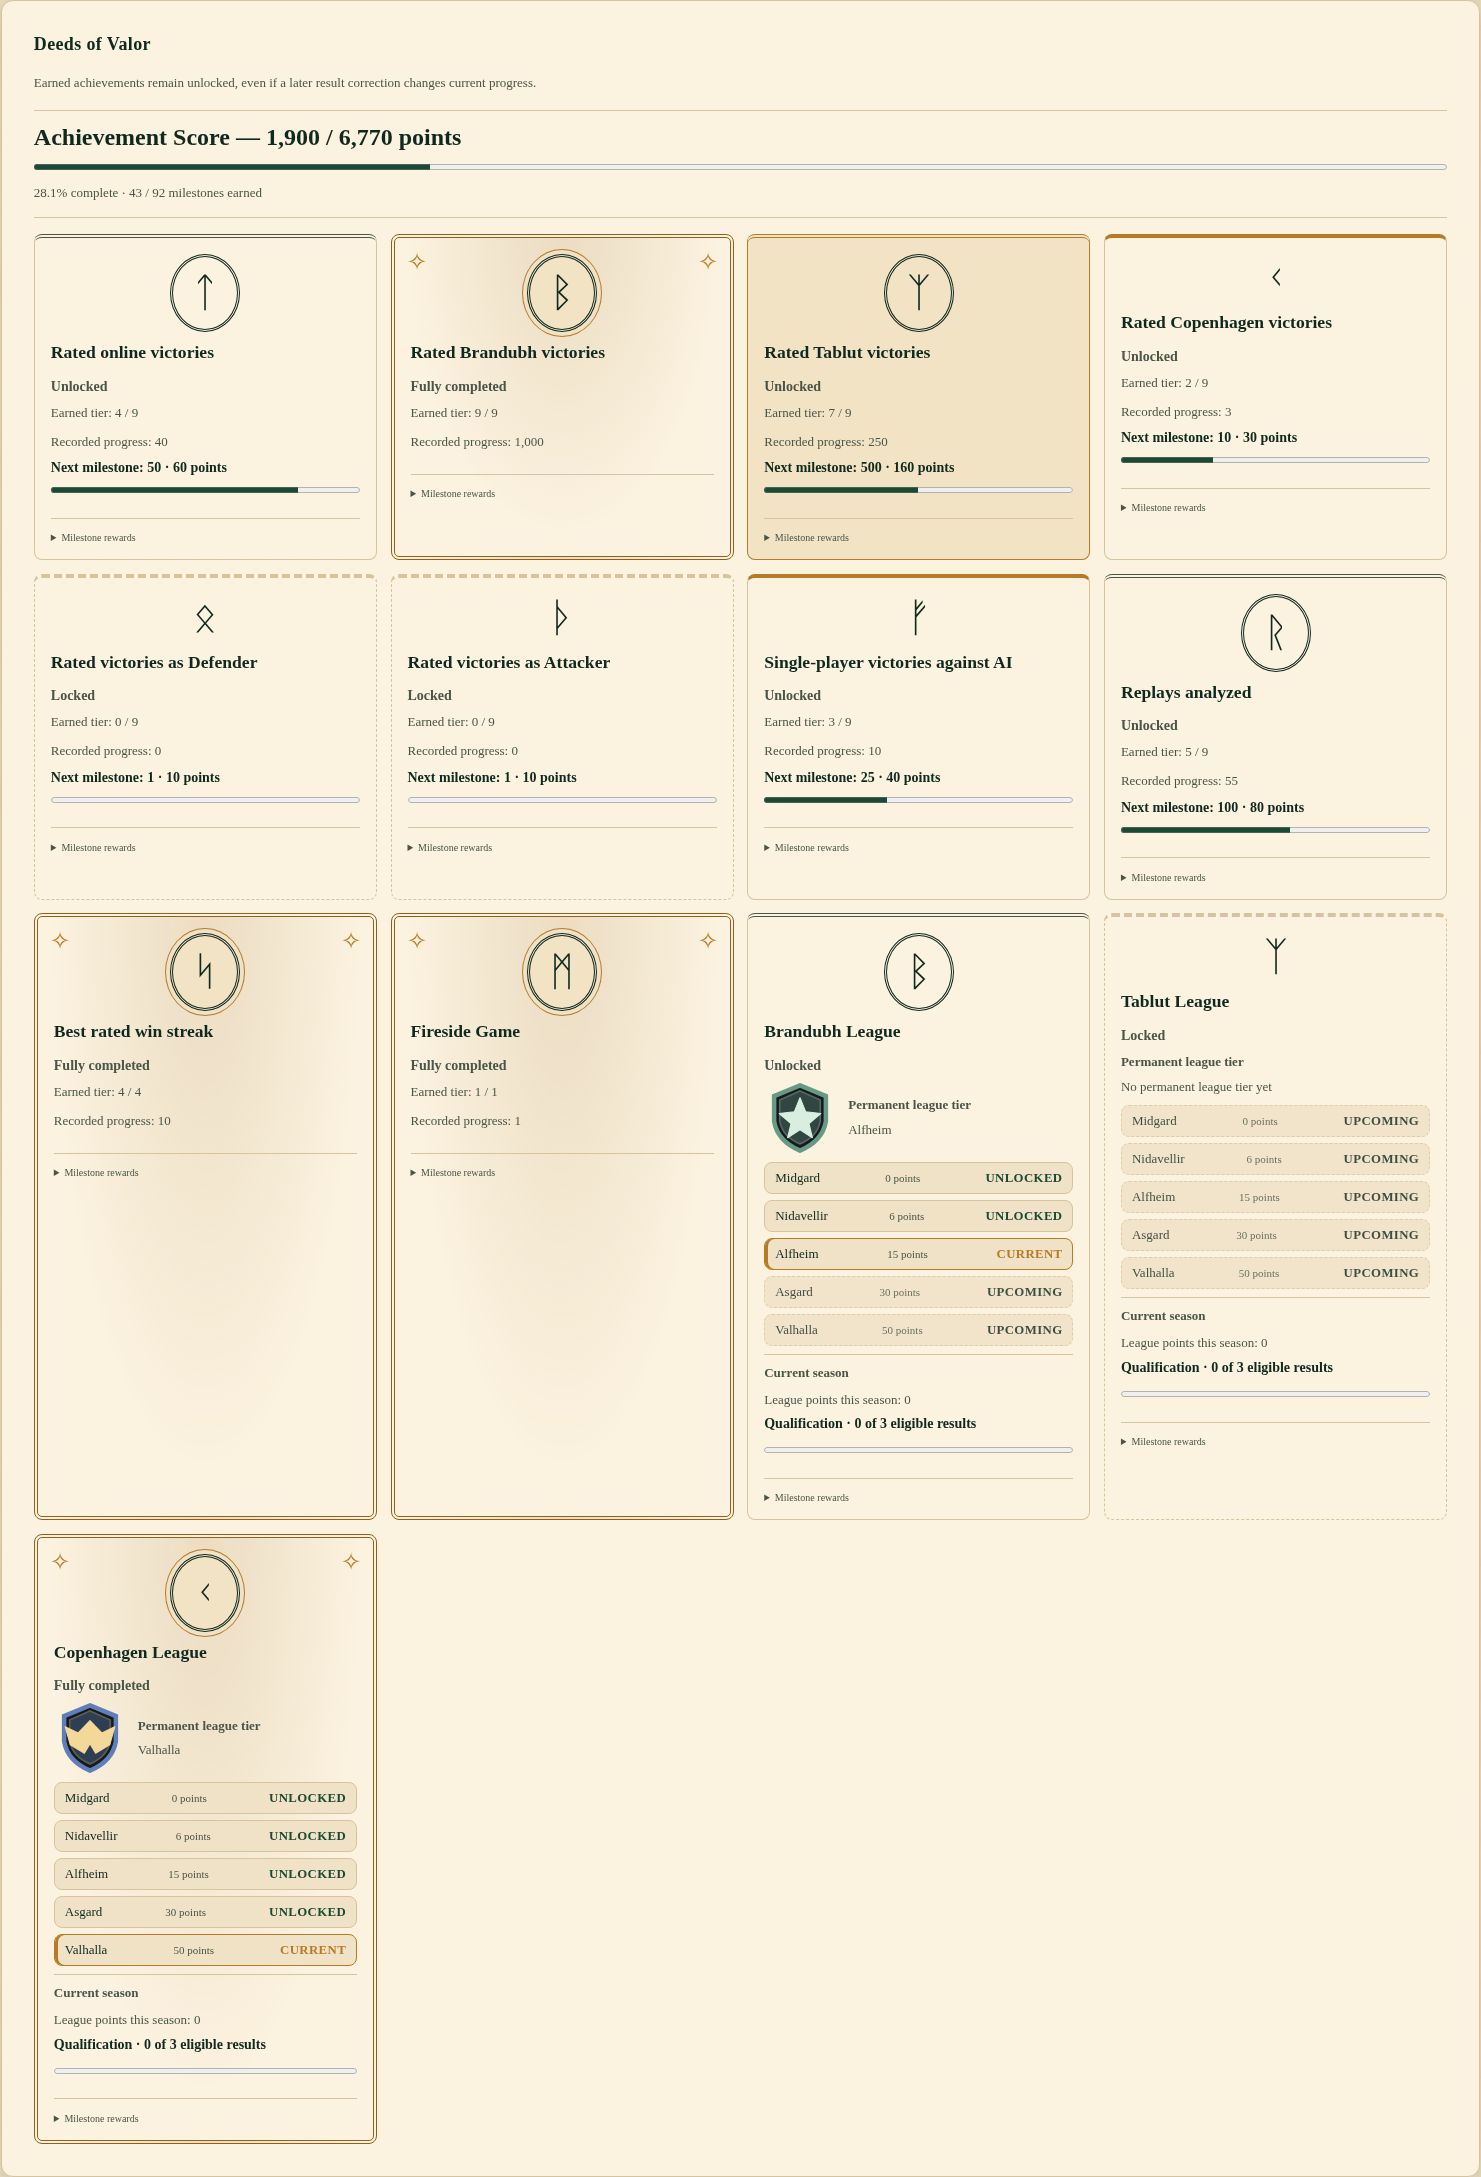 Deeds of Valor
Earned achievements remain unlocked, even if a later result correction changes current progress.
Achievement Score — 1,900 / 6,770 points
28.1% complete · 43 / 92 milestones earned
ᛏ
Rated online victories
Unlocked
Earned tier: 4 / 9
Recorded progress: 40
Next milestone: 50 · 60 points
Milestone rewards
✧ ᛒ ✧
Rated Brandubh victories
Fully completed
Earned tier: 9 / 9
Recorded progress: 1,000
Milestone rewards
ᛉ
Rated Tablut victories
Unlocked
Earned tier: 7 / 9
Recorded progress: 250
Next milestone: 500 · 160 points
Milestone rewards
ᚲ
Rated Copenhagen victories
Unlocked
Earned tier: 2 / 9
Recorded progress: 3
Next milestone: 10 · 30 points
Milestone rewards
ᛟ
Rated victories as Defender
Locked
Earned tier: 0 / 9
Recorded progress: 0
Next milestone: 1 · 10 points
Milestone rewards
ᚦ
Rated victories as Attacker
Locked
Earned tier: 0 / 9
Recorded progress: 0
Next milestone: 1 · 10 points
Milestone rewards
ᚠ
Single-player victories against AI
Unlocked
Earned tier: 3 / 9
Recorded progress: 10
Next milestone: 25 · 40 points
Milestone rewards
ᚱ
Replays analyzed
Unlocked
Earned tier: 5 / 9
Recorded progress: 55
Next milestone: 100 · 80 points
Milestone rewards
✧ ᛋ ✧
Best rated win streak
Fully completed
Earned tier: 4 / 4
Recorded progress: 10
Milestone rewards
✧ ᛗ ✧
Fireside Game
Fully completed
Earned tier: 1 / 1
Recorded progress: 1
Milestone rewards
ᛒ
Brandubh League
Unlocked
Permanent league tier
Alfheim
Midgard 0 points UNLOCKED
Nidavellir 6 points UNLOCKED
Alfheim 15 points CURRENT
Asgard 30 points UPCOMING
Valhalla 50 points UPCOMING
Current season
League points this season: 0
Qualification · 0 of 3 eligible results
Milestone rewards
ᛉ
Tablut League
Locked
Permanent league tier
No permanent league tier yet
Midgard 0 points UPCOMING
Nidavellir 6 points UPCOMING
Alfheim 15 points UPCOMING
Asgard 30 points UPCOMING
Valhalla 50 points UPCOMING
Current season
League points this season: 0
Qualification · 0 of 3 eligible results
Milestone rewards
✧ ᚲ ✧
Copenhagen League
Fully completed
Permanent league tier
Valhalla
Midgard 0 points UNLOCKED
Nidavellir 6 points UNLOCKED
Alfheim 15 points UNLOCKED
Asgard 30 points UNLOCKED
Valhalla 50 points CURRENT
Current season
League points this season: 0
Qualification · 0 of 3 eligible results
Milestone rewards